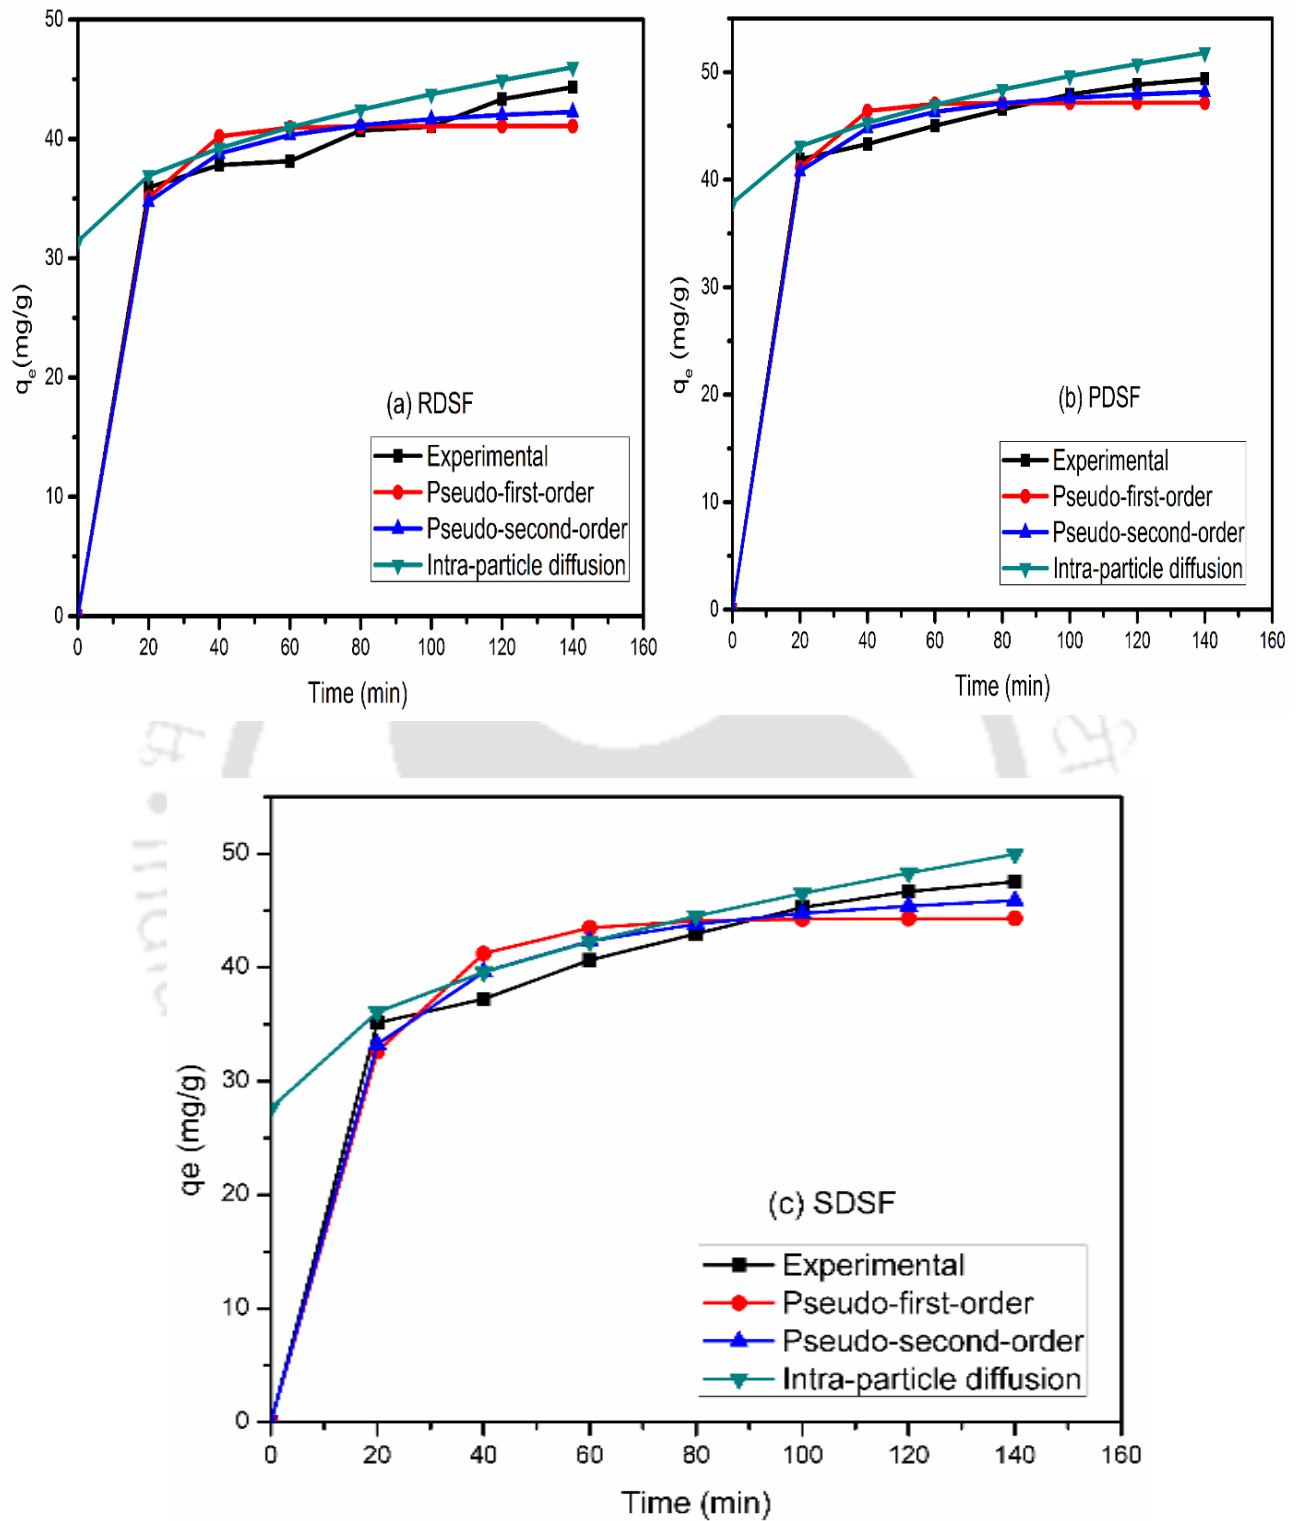 50
40
30
20
10
0
q_e(mg/g)
(a) RDSF
Experimental
Pseudo-first-order
Pseudo-second-order
Intra-particle diffusion
0 20 40 60 80 100 120 140 160
Time (min)
50
40
30
20
10
0
q_e (mg/g)
(b) PDSF
Experimental
Pseudo-first-order
Pseudo-second-order
Intra-particle diffusion
0 20 40 60 80 100 120 140 160
Time (min)
50
40
30
20
10
0
qe (mg/g)
(c) SDSF
Experimental
Pseudo-first-order
Pseudo-second-order
Intra-particle diffusion
0 20 40 60 80 100 120 140 160
Time (min)